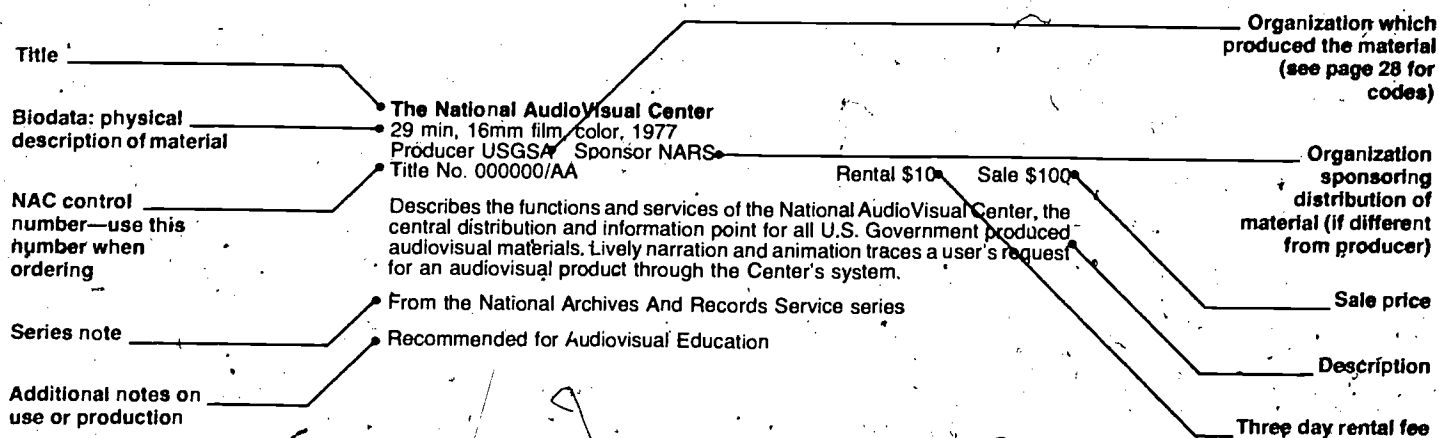 Title
Biodata: physical
description of material
NAC control
number—use this
number when
ordering
Series note
Additional notes on
use or production
The National AudioVisual Center
29 min, 16mm film, color, 1977
Producer USGSA Sponsor NARS
Title No. 000000/AA Rental $10 Sale $100
Describes the functions and services of the National AudioVisual Center, the
central distribution and information point for all U.S. Government produced
audiovisual materials. Lively narration and animation traces a user's request
for an audiovisual product through the Center's system.
From the National Archives And Records Service series
Recommended for Audiovisual Education
Organization which
produced the material
(see page 28 for
codes)
Organization
sponsoring
distribution of
material (if different
from producer)
Sale price
Description
Three day rental fee